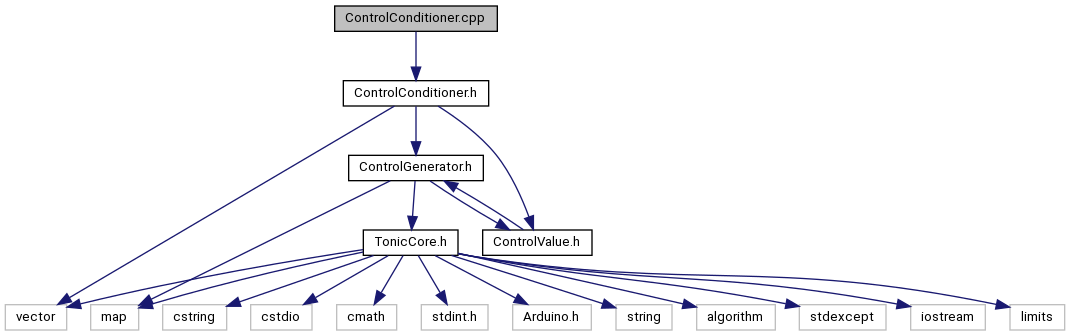 ControlConditioner.cpp
ControlConditioner.h
ControlGenerator.h
TonicCore.h
ControlValue.h
vector
map
cstring
cstdio
cmath
stdint.h
Arduino.h
string
algorithm
stdexcept
iostream
limits